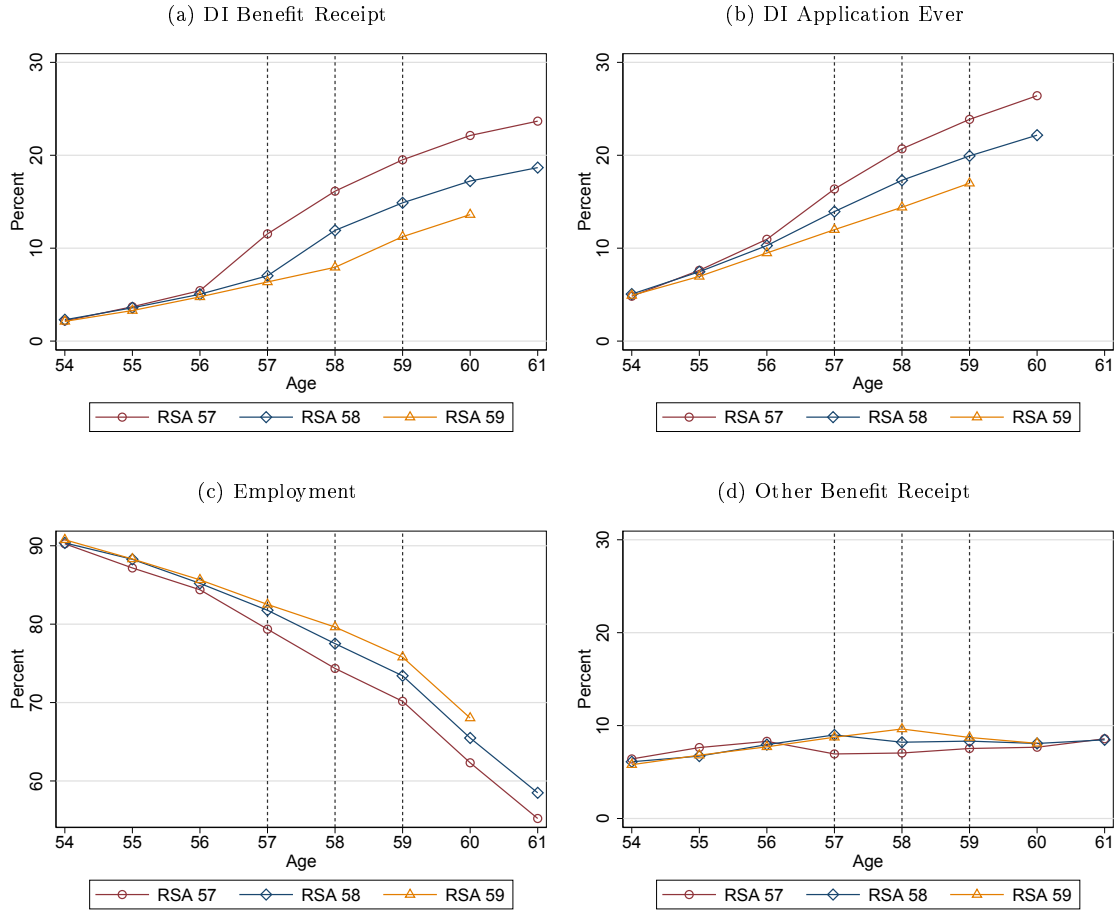 (a) DI Benefit Receipt
Percent
30
20
10
0
54 55 56 57 58 59 60 61
Age
RSA 57 RSA 58 RSA 59
(b) DI Application Ever
Percent
30
20
10
0
54 55 56 57 58 59 60 61
Age
RSA 57 RSA 58 RSA 59
(c) Employment
Percent
90
80
70
60
54 55 56 57 58 59 60 61
Age
RSA 57 RSA 58 RSA 59
(d) Other Benefit Receipt
Percent
30
20
10
0
54 55 56 57 58 59 60 61
Age
RSA 57 RSA 58 RSA 59